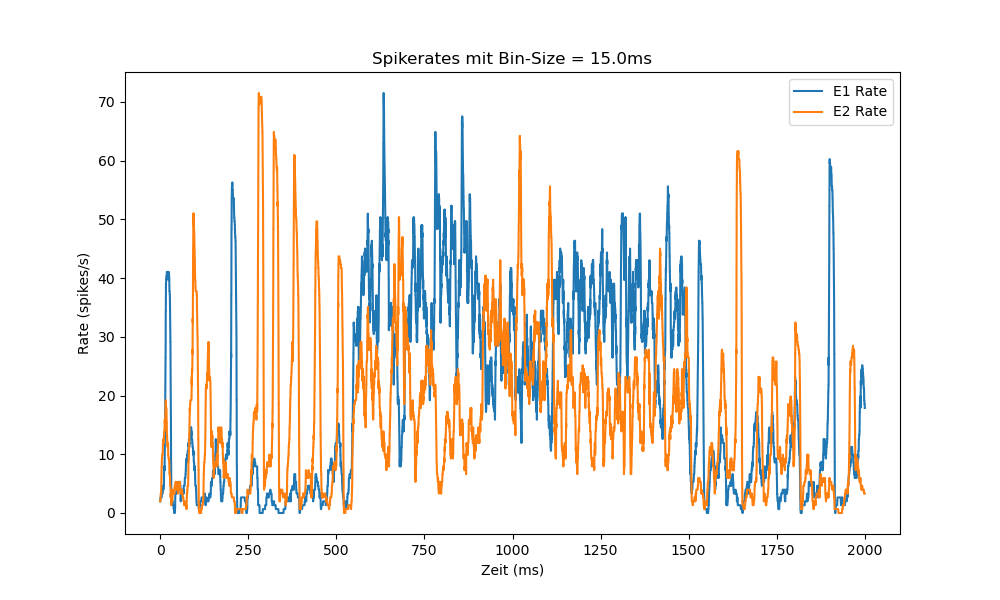 Spikerates mit Bin-Size = 15.0ms
E1 Rate
E2 Rate
70
60
50
40
30
20
10
0
Rate (spikes/s)
0 250 500 750 1000 1250 1500 1750 2000
Zeit (ms)